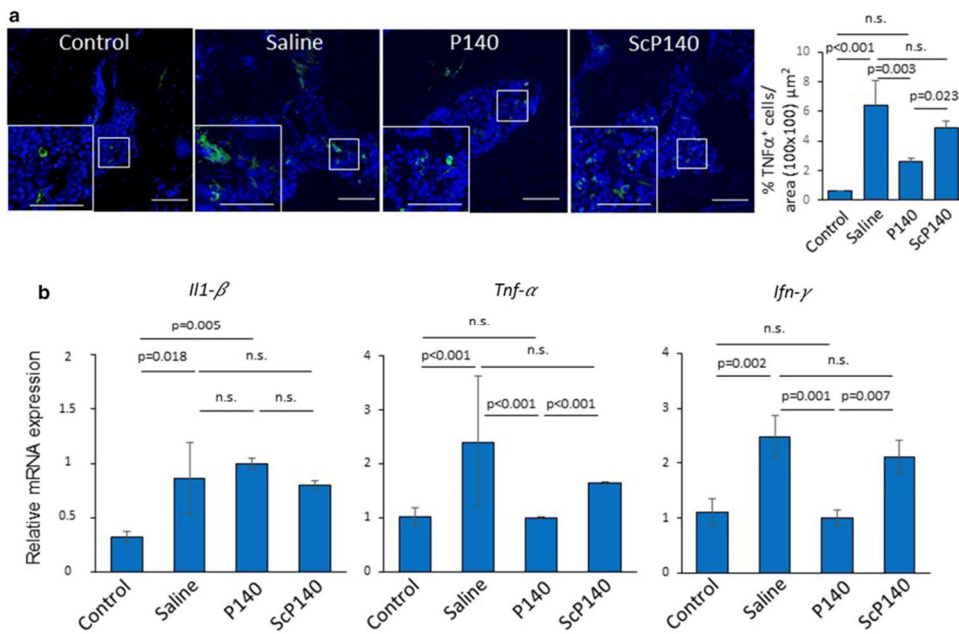 a
Control
Saline
P140
ScP140
n.s.
p<0.001
n.s.
p=0.003
p=0.023
% TNFα⁺ cells/
area (100x100) μm²
10
8
6
4
2
0
Control
Saline
P140
ScP140
b
Il1-β
Tnf-α
Ifn-γ
Relative mRNA expression
p=0.005
p=0.018
n.s.
n.s.
n.s.
2
1.5
1
0.5
0
Control
Saline
P140
ScP140
n.s.
p<0.001
n.s.
p<0.001
p<0.001
4
3
2
1
0
Control
Saline
P140
ScP140
n.s.
p=0.002
n.s.
p=0.001
p=0.007
4
3
2
1
0
Control
Saline
P140
ScP140